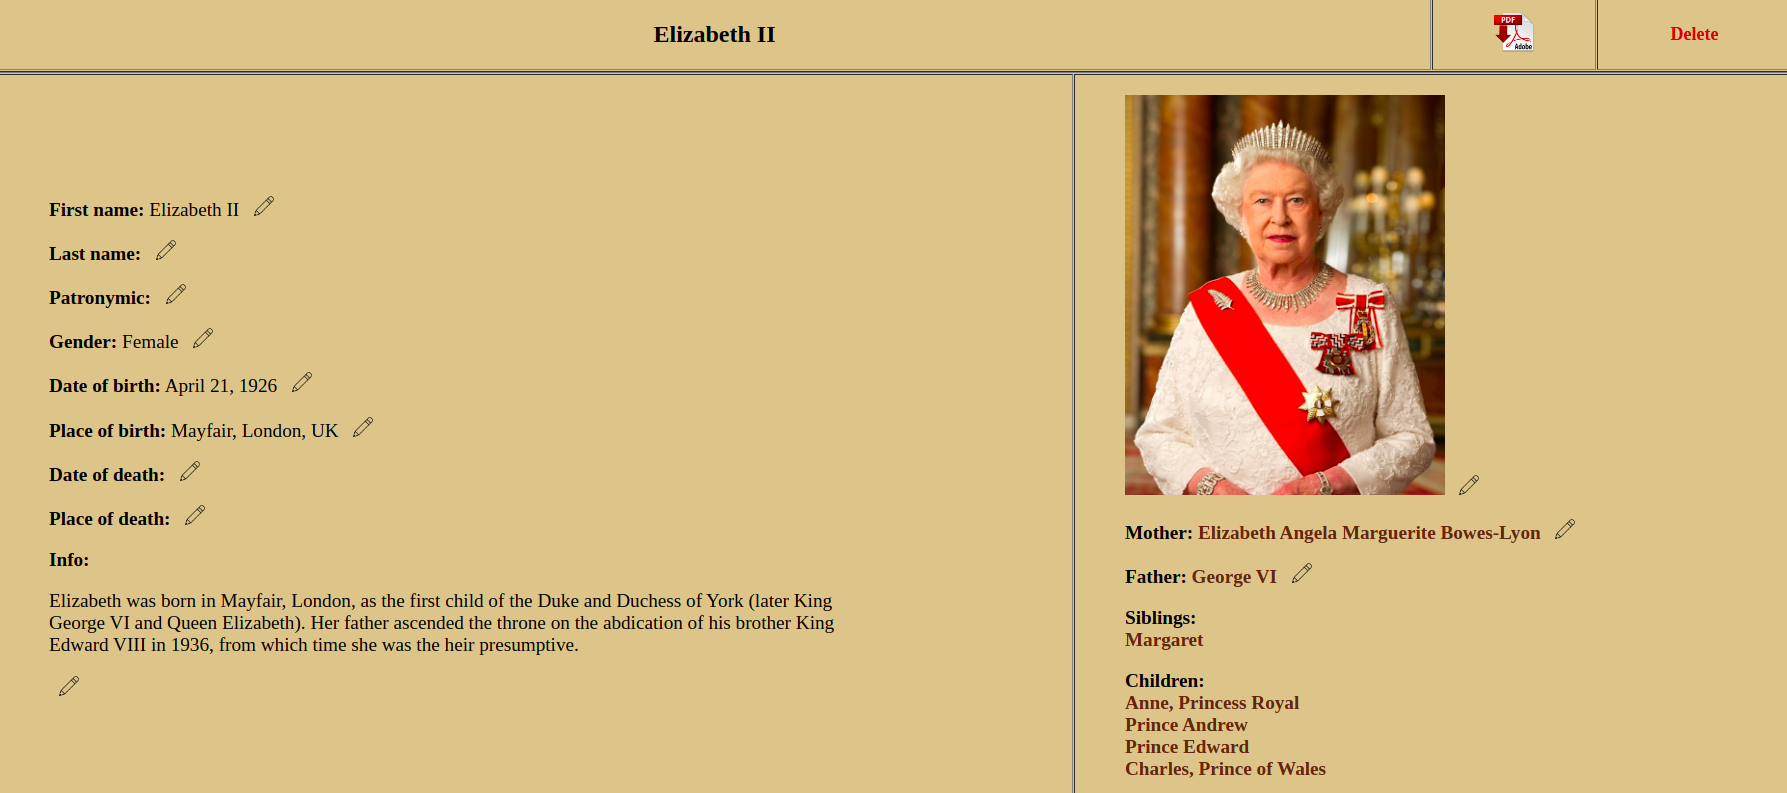 Elizabeth II
PDF
Adobe
Delete
First name: Elizabeth II
Last name:
Patronymic:
Gender: Female
Date of birth: April 21, 1926
Place of birth: Mayfair, London, UK
Date of death:
Place of death:
Info:
Elizabeth was born in Mayfair, London, as the first child of the Duke and Duchess of York (later King
George VI and Queen Elizabeth). Her father ascended the throne on the abdication of his brother King
Edward VIII in 1936, from which time she was the heir presumptive.
Mother: Elizabeth Angela Marguerite Bowes-Lyon
Father: George VI
Siblings:
Margaret
Children:
Anne, Princess Royal
Prince Andrew
Prince Edward
Charles, Prince of Wales